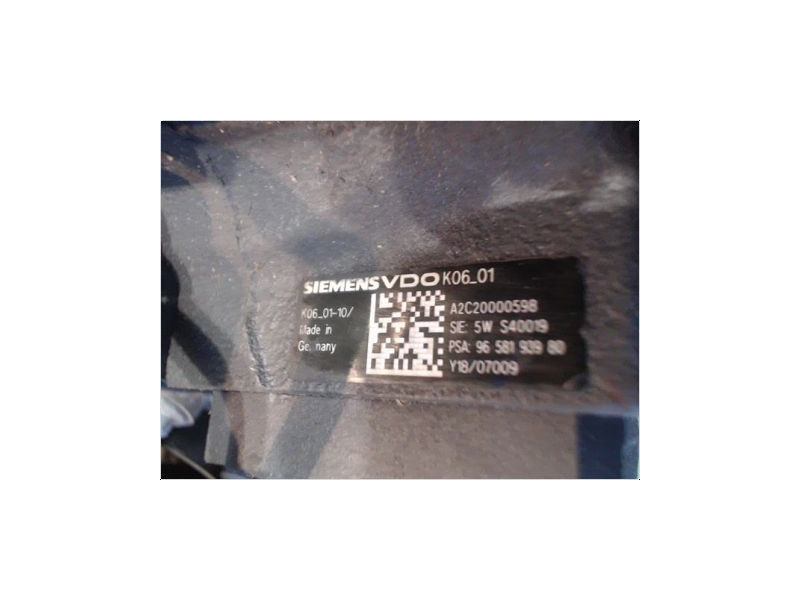 SIEMENS VDO K06_01
K06_01-10/
Made in
Germany
A2C20000598
SIE: 5W S40019
PSA: 96 581 939 80
Y18/07009